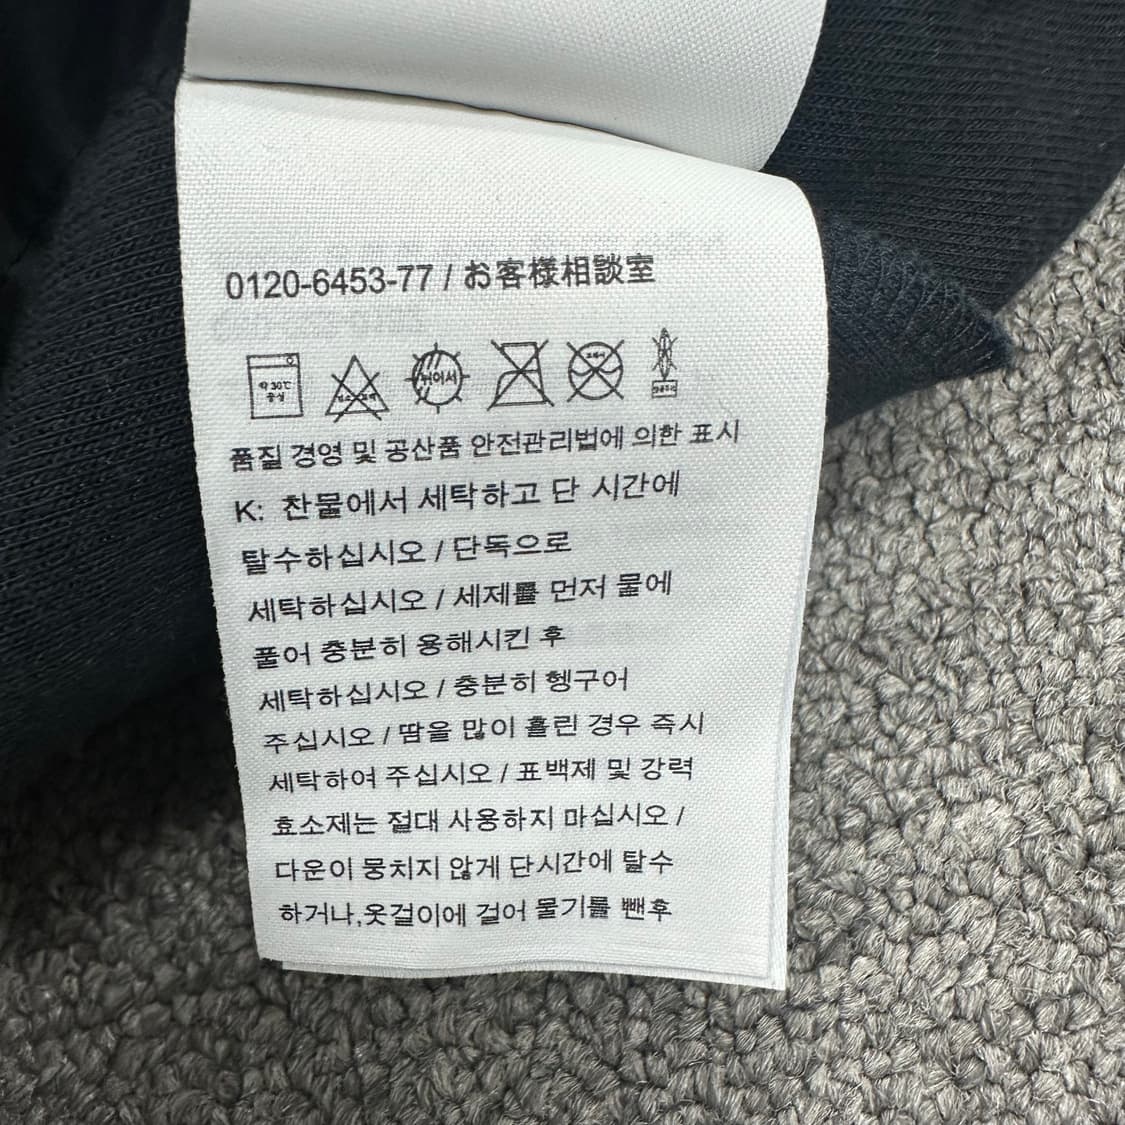 0120-6453-77 / お客様相談室
약 30℃
중성
뉘어서
품질 경영 및 공산품 안전관리법에 의한 표시
K: 찬물에서 세탁하고 단 시간에
탈수하십시오 / 단독으로
세탁하십시오 / 세제를 먼저 물에
풀어 충분히 용해시킨 후
세탁하십시오 / 충분히 헹구어
주십시오 / 땀을 많이 흘린 경우 즉시
세탁하여 주십시오 / 표백제 및 강력
효소제는 절대 사용하지 마십시오 /
다운이 뭉치지 않게 단시간에 탈수
하거나,옷걸이에 걸어 물기를 뺀후